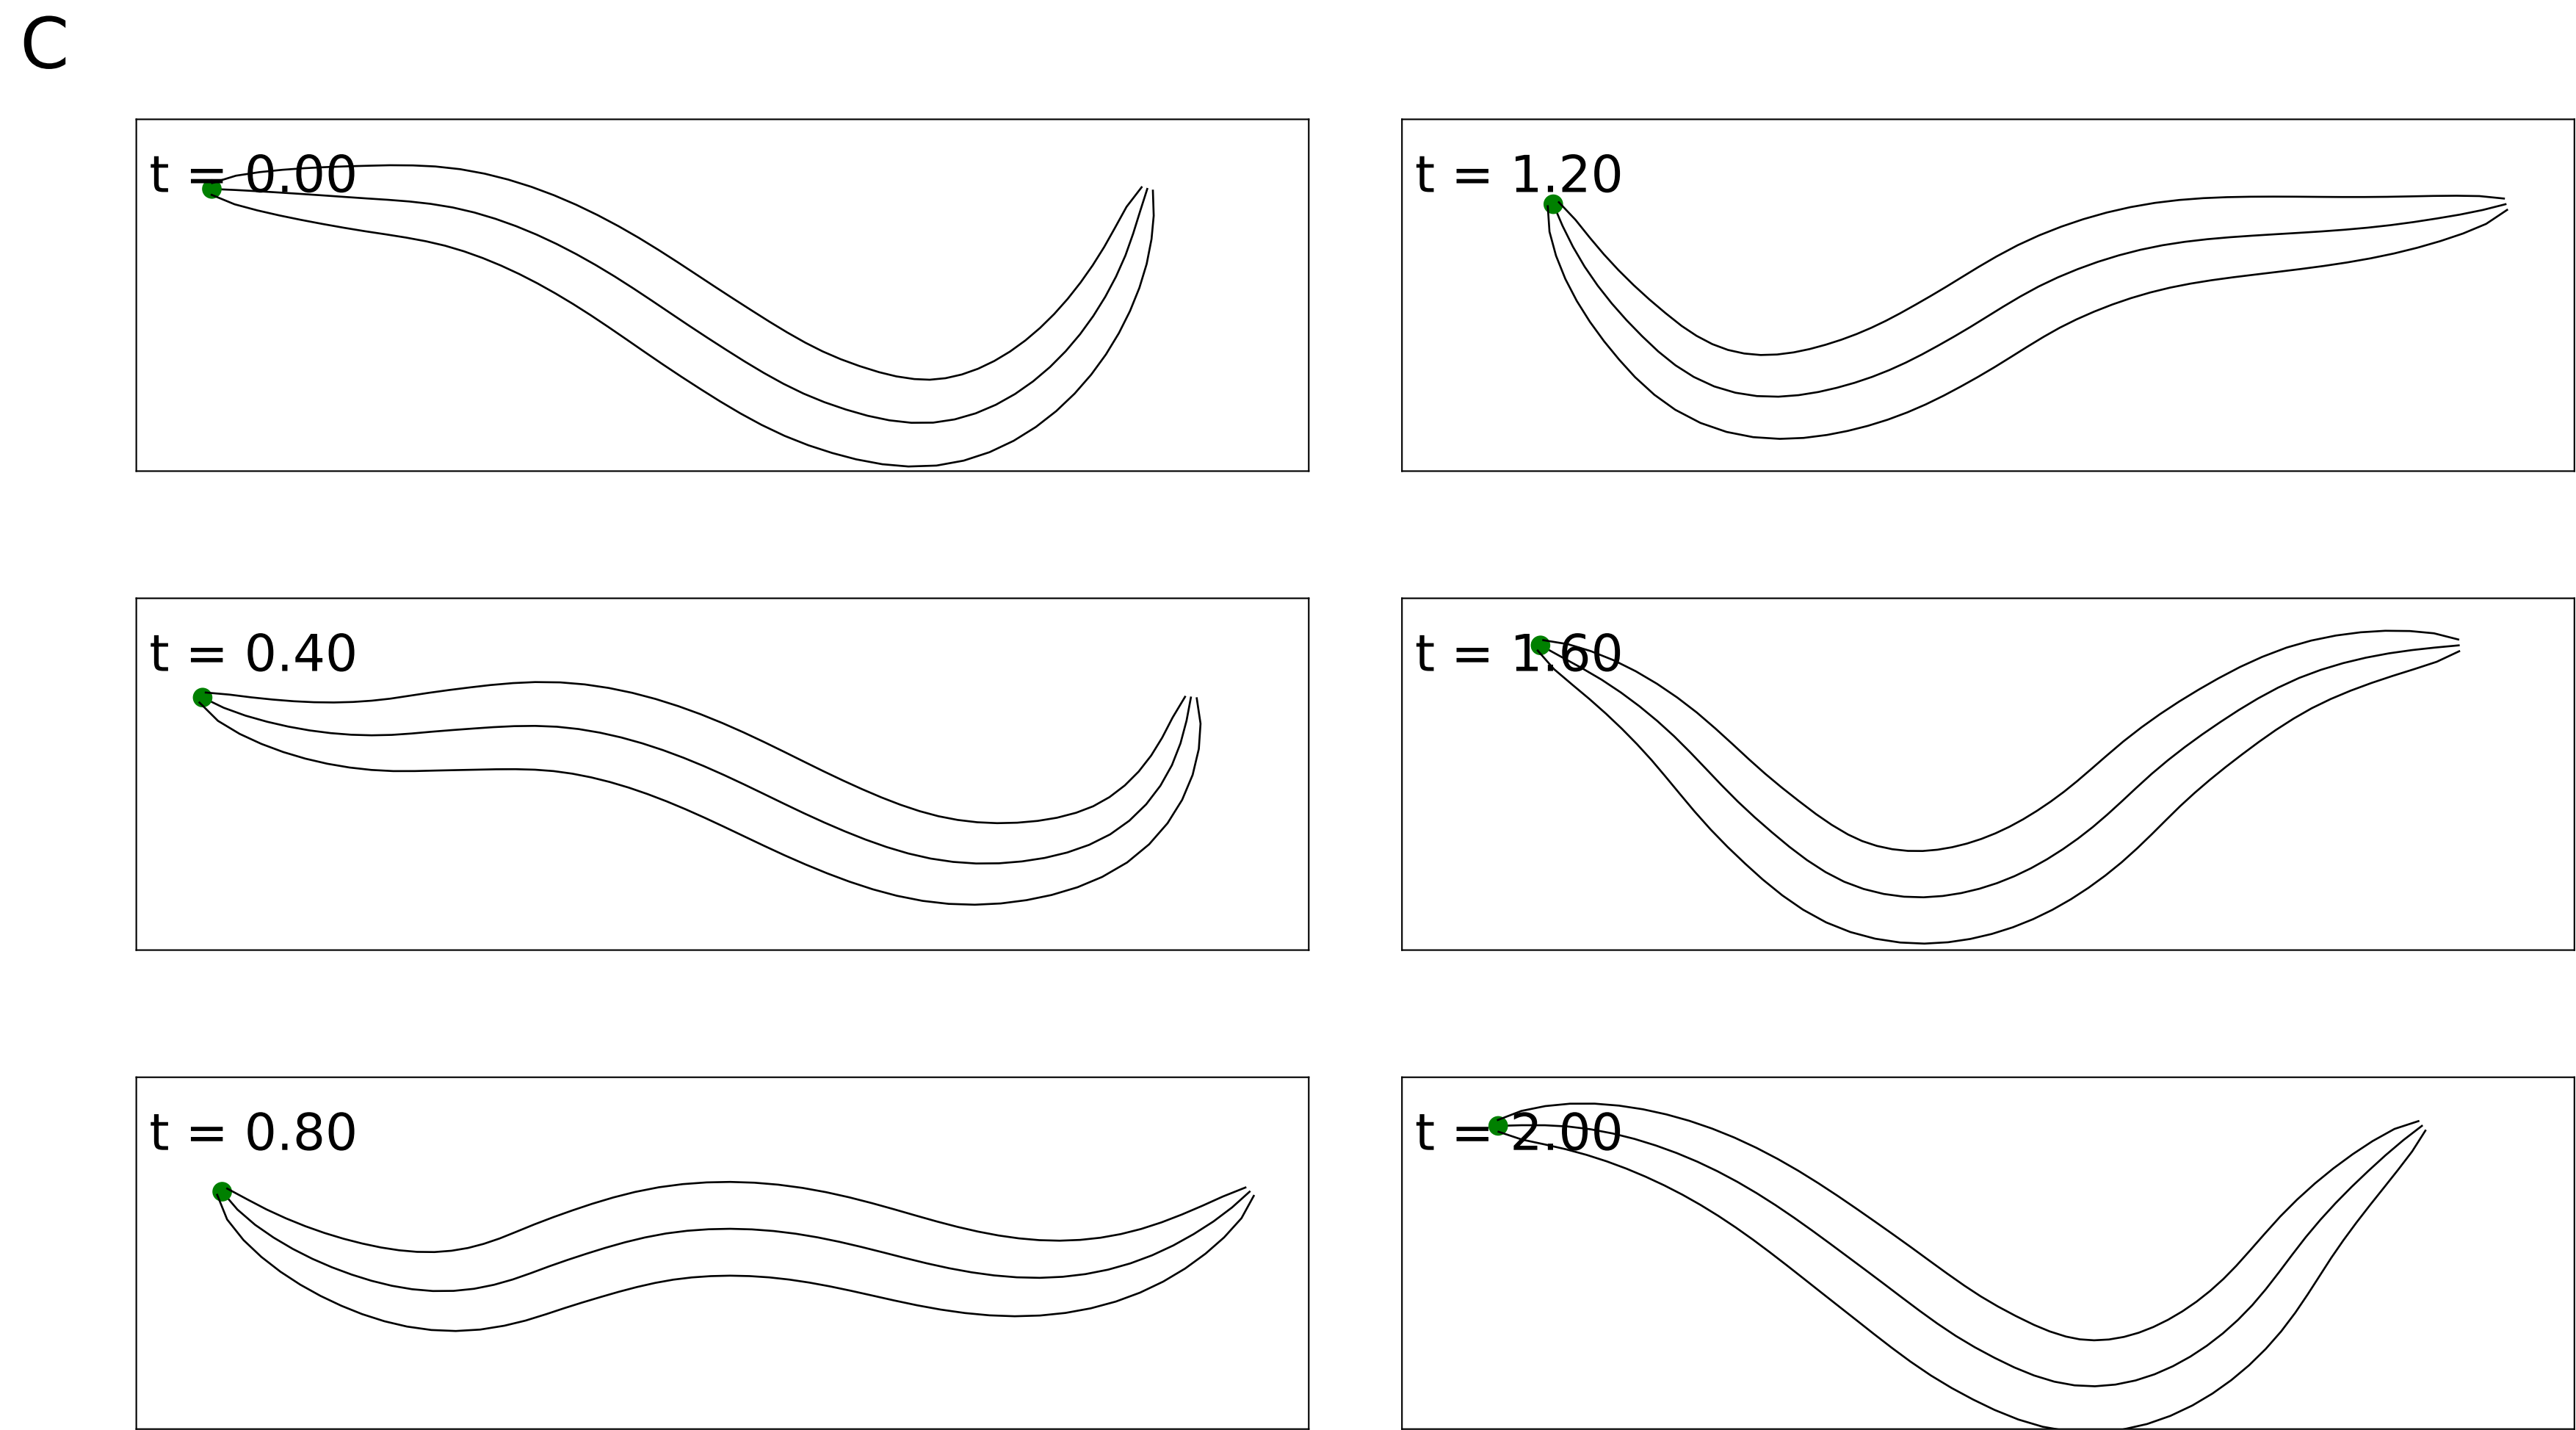 C
t = 0.00
t = 1.20
t = 0.40
t = 1.60
t = 0.80
t = 2.00